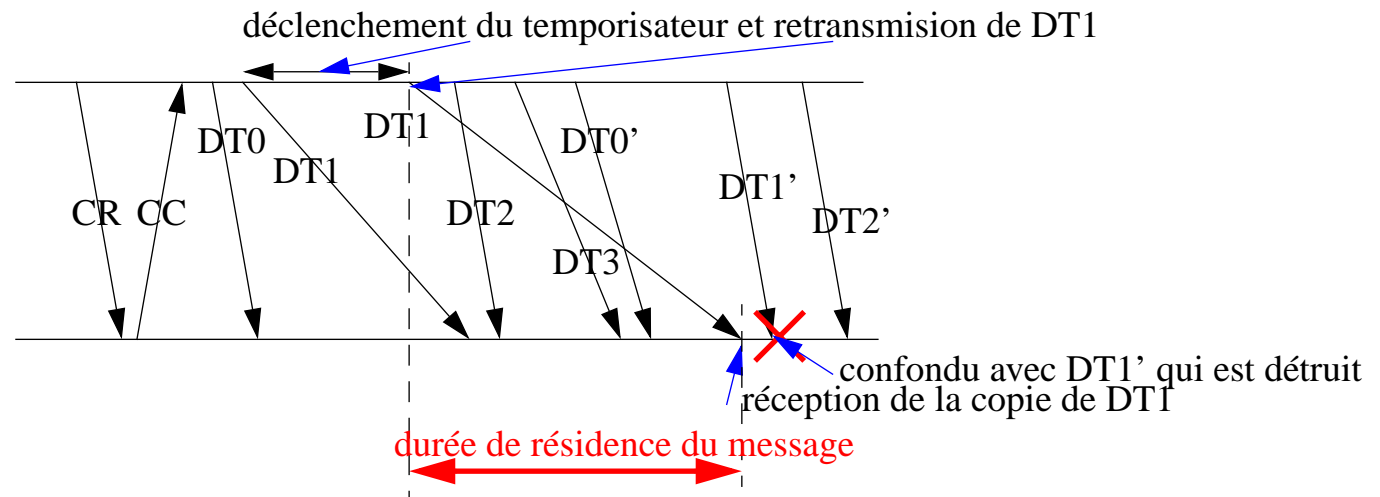 déclenchement du temporisateur et retransmision de DT1
DT0
DT1
DT1
DT0’
CR
CC
DT2
DT3
DT1’
DT2’
confondu avec DT1’ qui est détruit
réception de la copie de DT1
durée de résidence du message